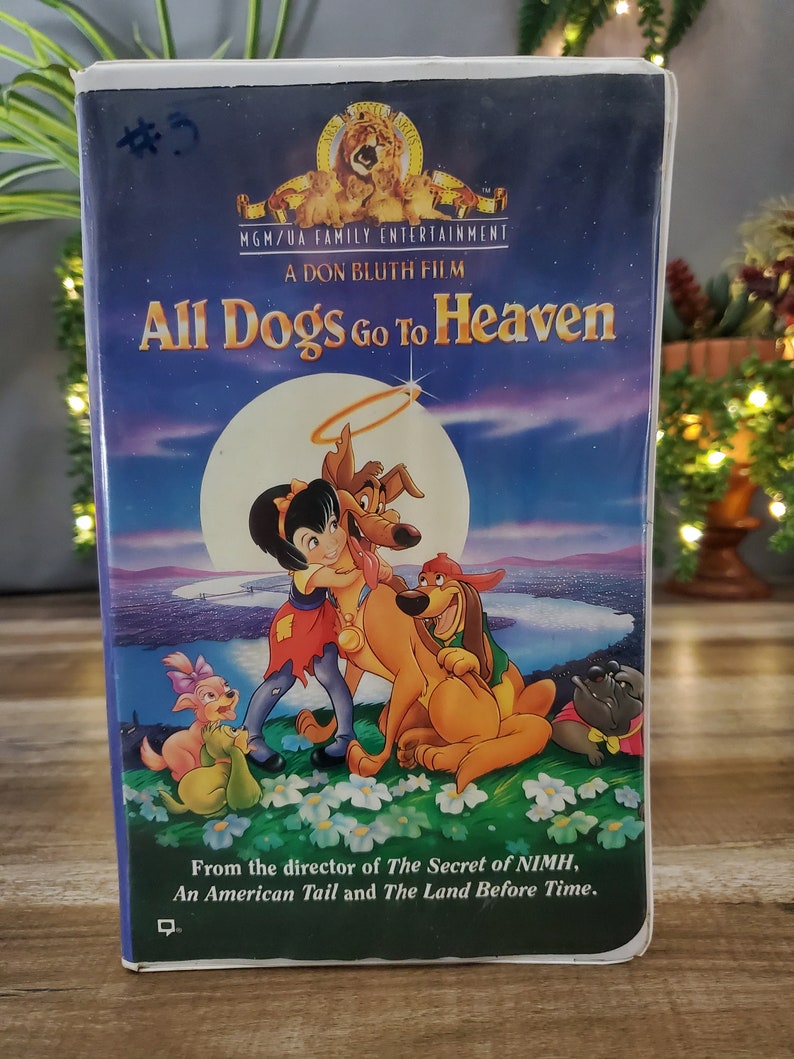 #3
TM
MGM/UA FAMILY ENTERTAINMENT
A DON BLUTH FILM
All Dogs Go To Heaven
From the director of The Secret of NIMH,
An American Tail and The Land Before Time.
®